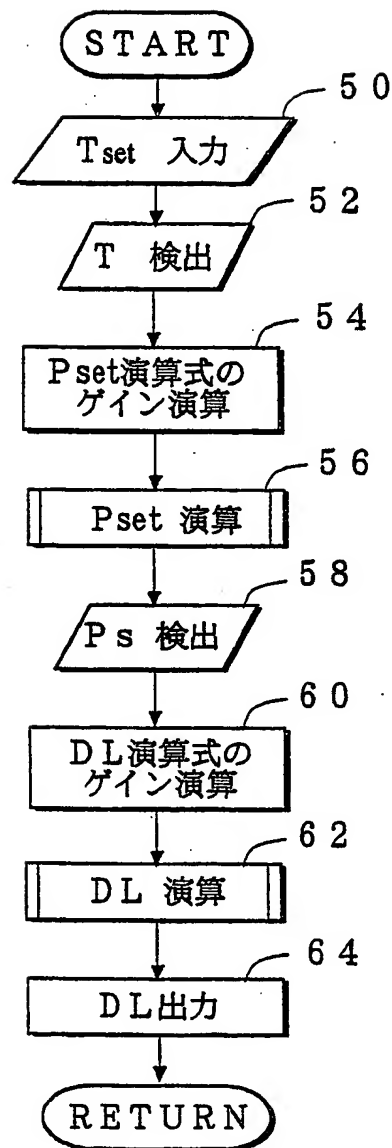 START
50
Tset 入力
52
T 検出
54
Pset演算式の
ゲイン演算
56
Pset 演算
58
Ps 検出
60
DL演算式の
ゲイン演算
62
DL 演算
64
DL出力
RETURN